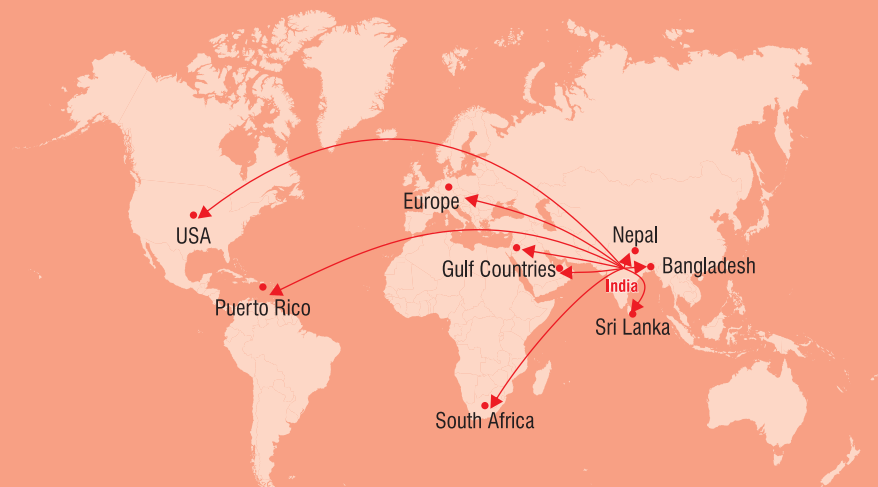 Europe
USA
Nepal
Gulf Countries
Bangladesh
India
Puerto Rico
Sri Lanka
South Africa